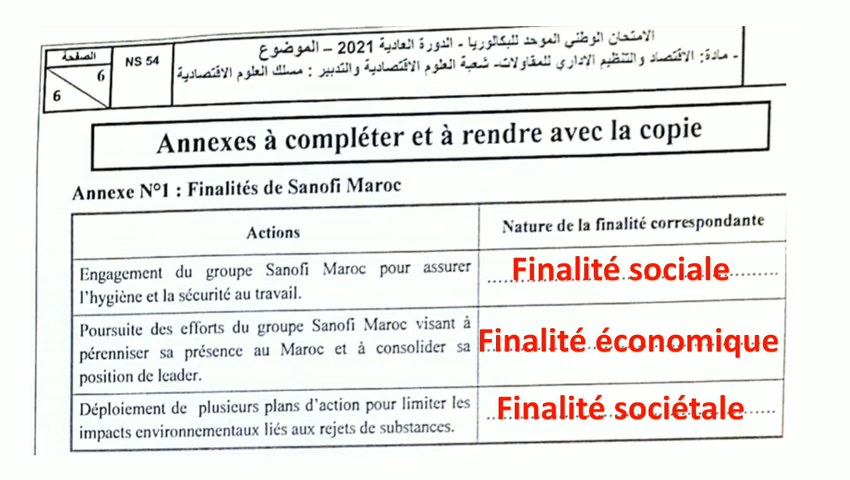 الامتحان الوطني الموحد للبكالوريا - الدورة العادية 2021 – الموضوع
- مادة: الاقتصاد والتنظيم الاداري للمقاولات- شعبة العلوم الاقتصادية والتدبير : مسلك العلوم الاقتصادية
NS 54
الصفحة
6
6
Annexes à compléter et à rendre avec la copie
Annexe N°1 : Finalités de Sanofi Maroc
Actions
Nature de la finalité correspondante
Engagement du groupe Sanofi Maroc pour assurer
l'hygiène et la sécurité au travail.
Finalité sociale
Poursuite des efforts du groupe Sanofi Maroc visant à
pérenniser sa présence au Maroc et à consolider sa
position de leader.
Finalité économique
Déploiement de plusieurs plans d'action pour limiter les
impacts environnementaux liés aux rejets de substances.
Finalité sociétale